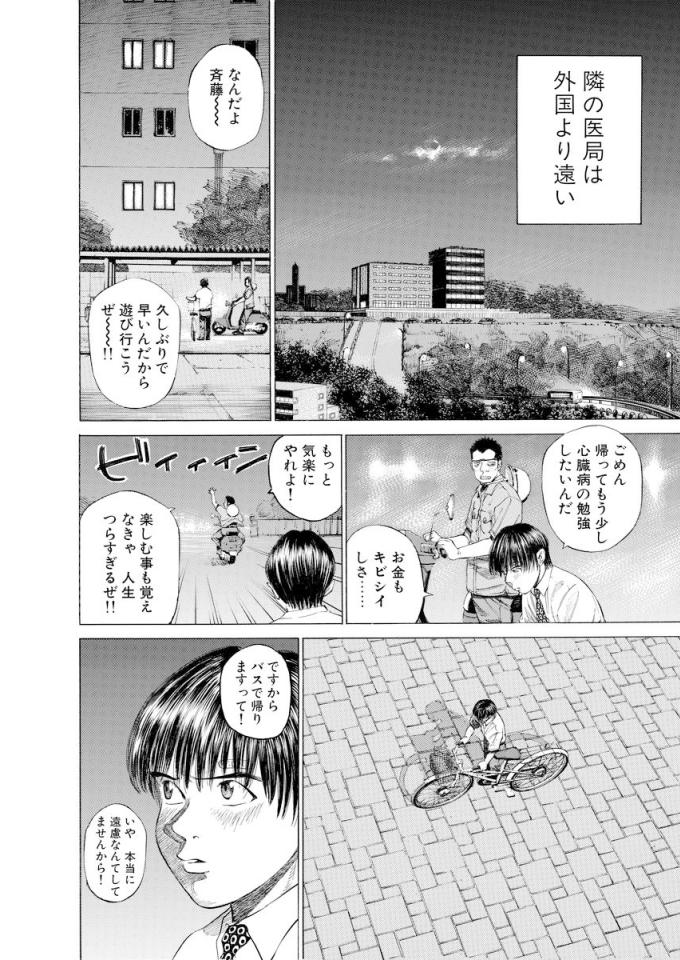 隣の医局は
外国より遠い
なんだよ
斉藤〜〜〜
久しぶりで
早いんだから
遊び行こう
ぜ〜〜!!
ごめん
帰ってもう少し
心臓病の勉強
したいんだ
お金も
キビシイ
しさ……
もっと
気楽に
やれよ!
ビィイィイン
楽しむ事も覚え
なきゃ 人生
つらすぎるぜ!!
ですから
バスで帰り
ますって!
いや 本当に
遠慮なんてして
ませんから!